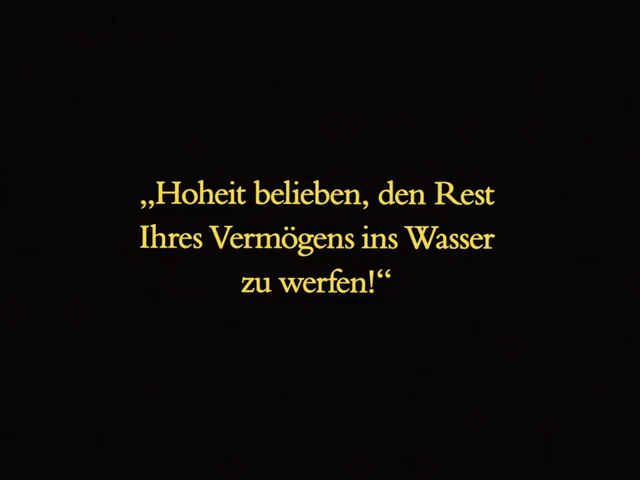 „Hoheit belieben, den Rest
Ihres Vermögens ins Wasser
zu werfen!“